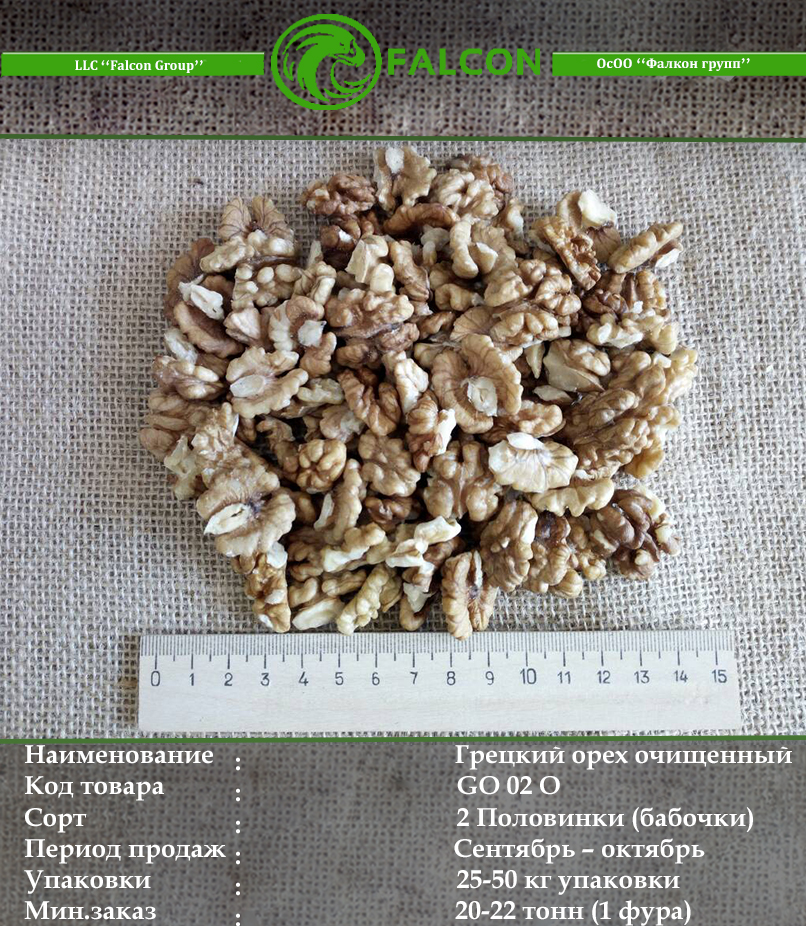 LLC “Falcon Group”
FALCON
ОсОО “Фалкон групп”
0 1 2 3 4 5 6 7 8 9 10 11 12 13 14 15
Наименование : Грецкий орех очищенный
Код товара : GO 02 O
Сорт : 2 Половинки (бабочки)
Период продаж : Сентябрь – октябрь
Упаковки : 25-50 кг упаковки
Мин.заказ : 20-22 тонн (1 фура)